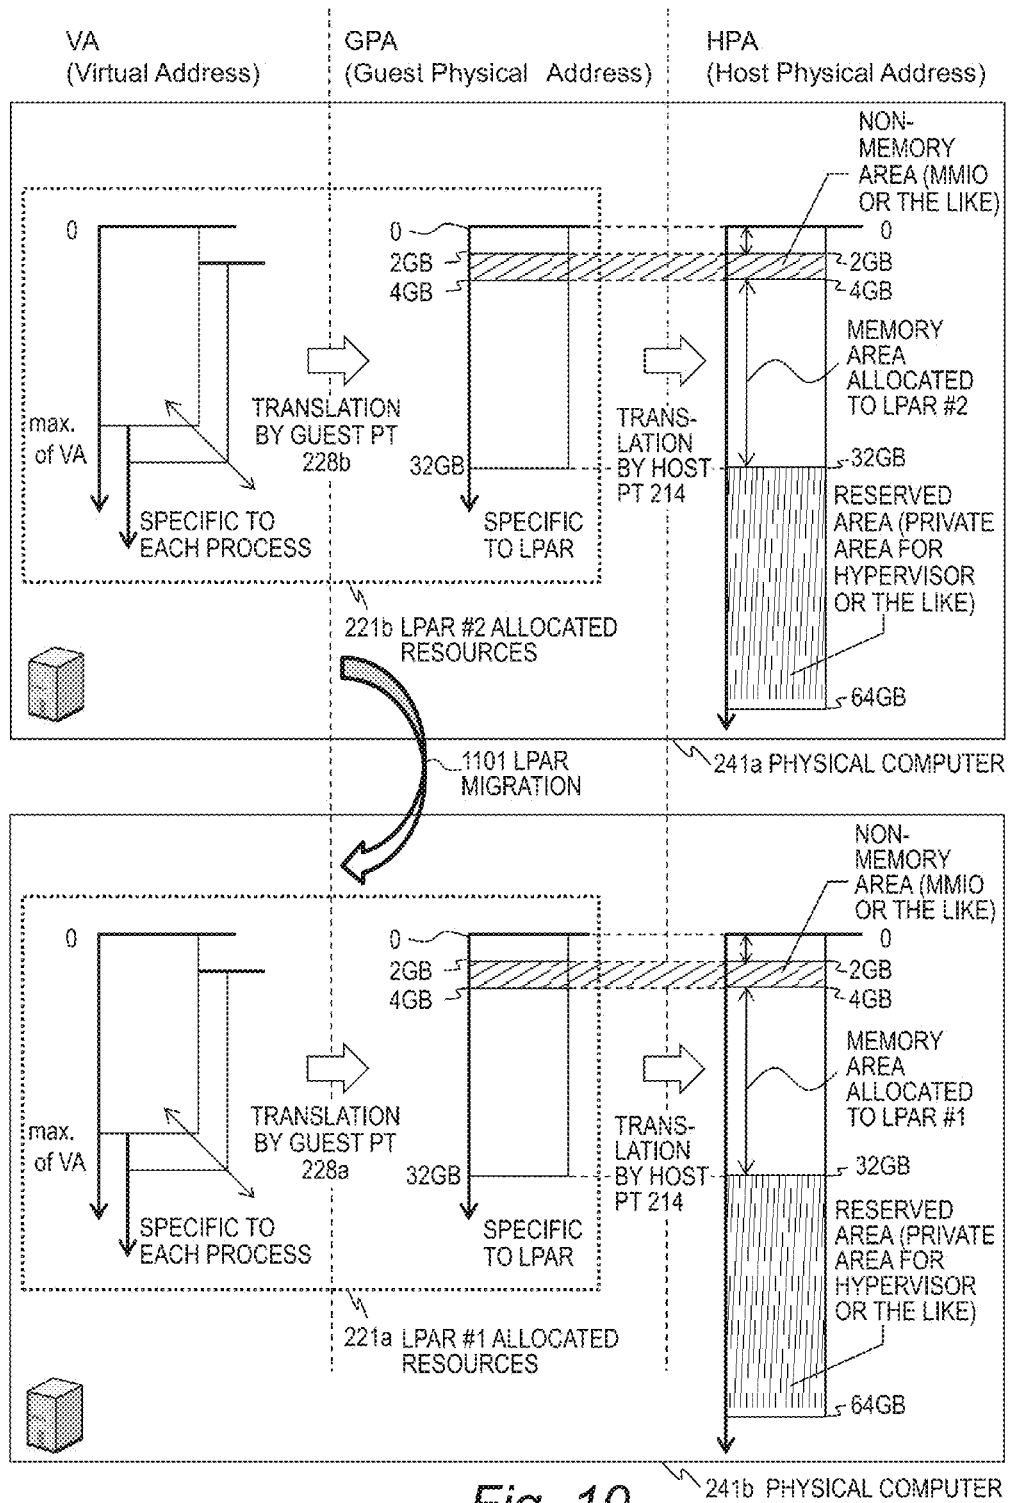 VA
(Virtual Address)
GPA
(Guest Physical Address)
HPA
(Host Physical Address)
NON-
MEMORY
AREA (MMIO
OR THE LIKE)
0
0
0
2GB
2GB
4GB
4GB
MEMORY
AREA
ALLOCATED
TO LPAR #2
TRANSLATION
BY GUEST PT
228b
TRANS-
LATION
BY HOST
PT 214
max.
of VA
32GB
32GB
SPECIFIC TO
EACH PROCESS
SPECIFIC
TO LPAR
RESERVED
AREA (PRIVATE
AREA FOR
HYPERVISOR
OR THE LIKE)
221b LPAR #2 ALLOCATED
RESOURCES
64GB
241a PHYSICAL COMPUTER
1101 LPAR
MIGRATION
NON-
MEMORY
AREA (MMIO
OR THE LIKE)
0
0
0
2GB
2GB
4GB
4GB
MEMORY
AREA
ALLOCATED
TO LPAR #1
TRANSLATION
BY GUEST PT
228a
TRANS-
LATION
BY HOST
PT 214
max.
of VA
32GB
32GB
SPECIFIC TO
EACH PROCESS
SPECIFIC
TO LPAR
RESERVED
AREA (PRIVATE
AREA FOR
HYPERVISOR
OR THE LIKE)
221a LPAR #1 ALLOCATED
RESOURCES
64GB
241b PHYSICAL COMPUTER